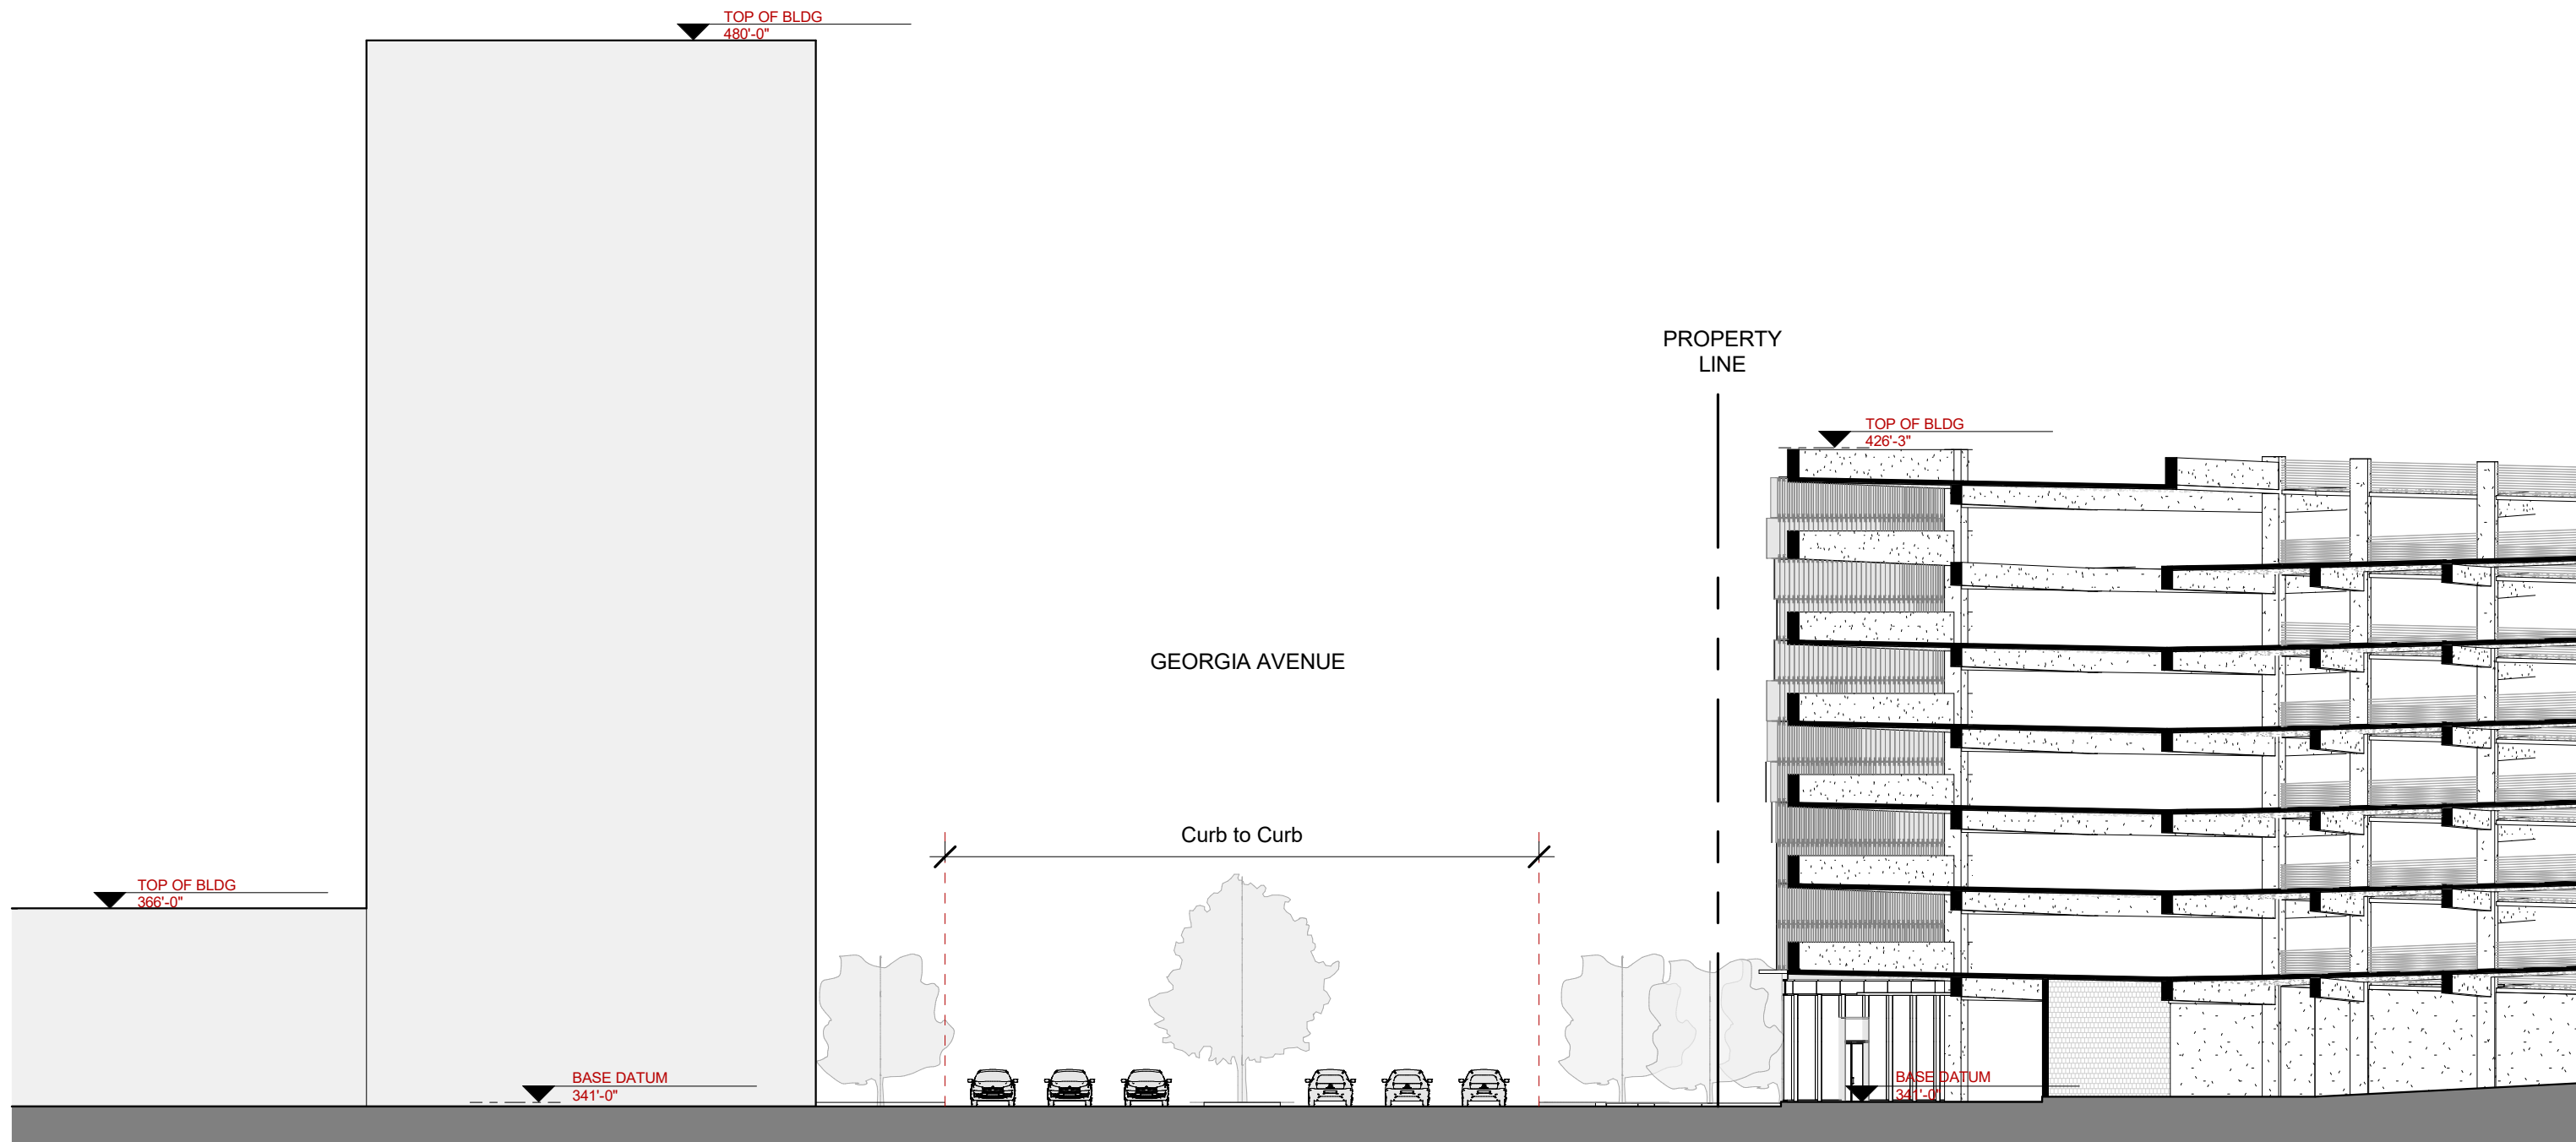 TOP OF BLDG
480'-0"
PROPERTY
LINE
TOP OF BLDG
426'-3"
GEORGIA AVENUE
Curb to Curb
TOP OF BLDG
366'-0"
BASE DATUM
341'-0"
BASE DATUM
341'-0"